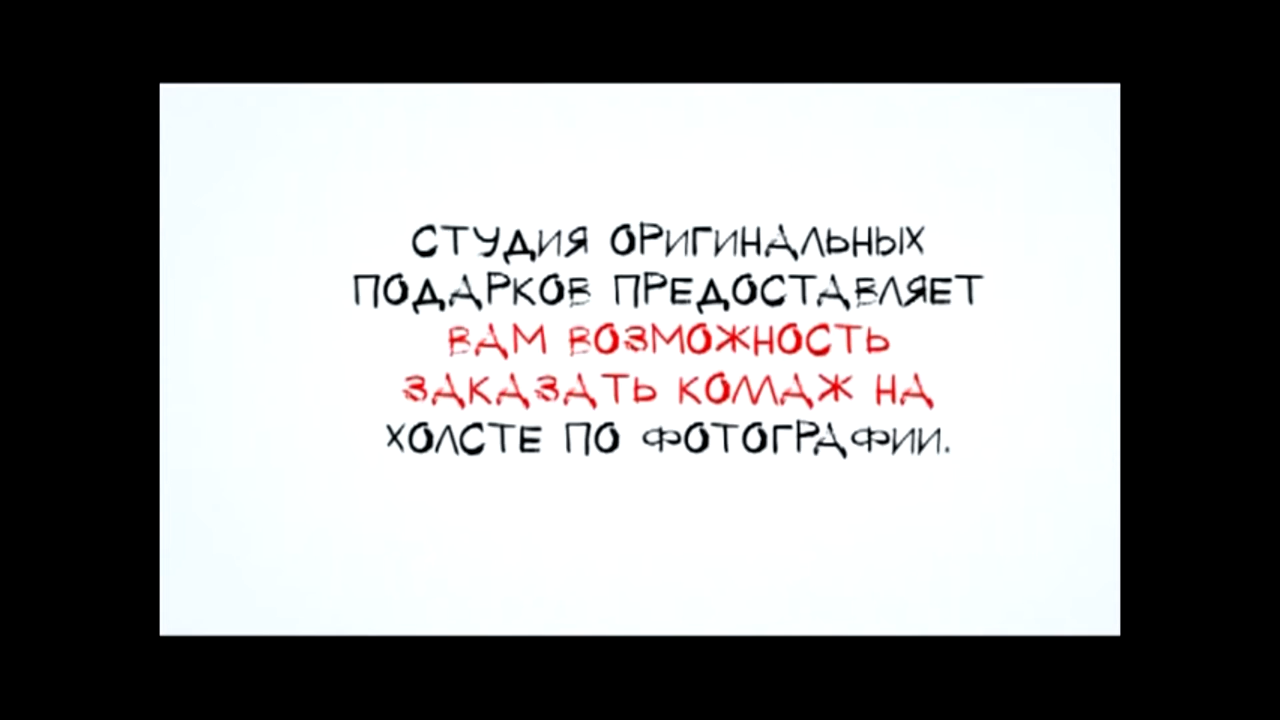 СТУДИЯ ОРИГИНАЛЬНЫХ
ПОДАРКОВ ПРЕДОСТАВЛЯЕТ
ВАМ ВОЗМОЖНОСТЬ
ЗАКАЗАТЬ КОЛЛАЖ НА
ХОЛСТЕ ПО ФОТОГРАФИИ.